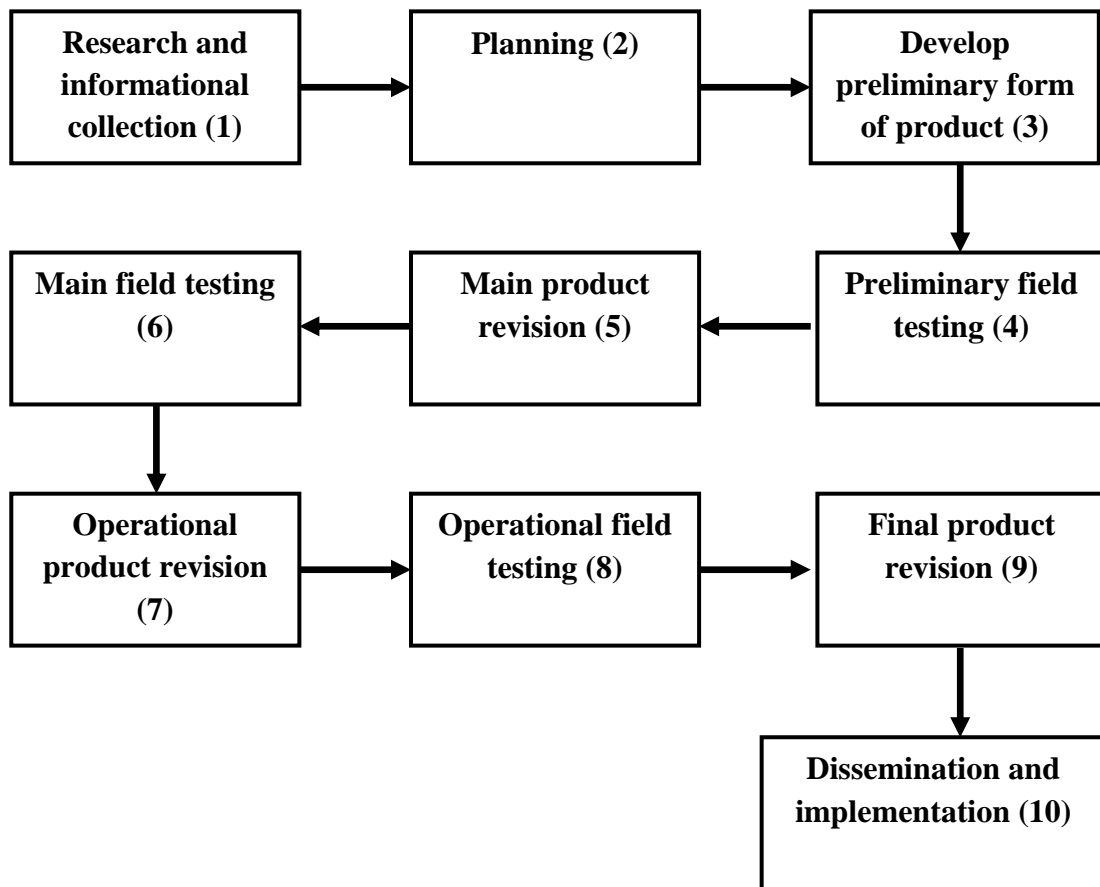 Research and
informational
collection (1)
Planning (2)
Develop
preliminary form
of product (3)
Main field testing
(6)
Main product
revision (5)
Preliminary field
testing (4)
Operational
product revision
(7)
Operational field
testing (8)
Final product
revision (9)
Dissemination and
implementation (10)